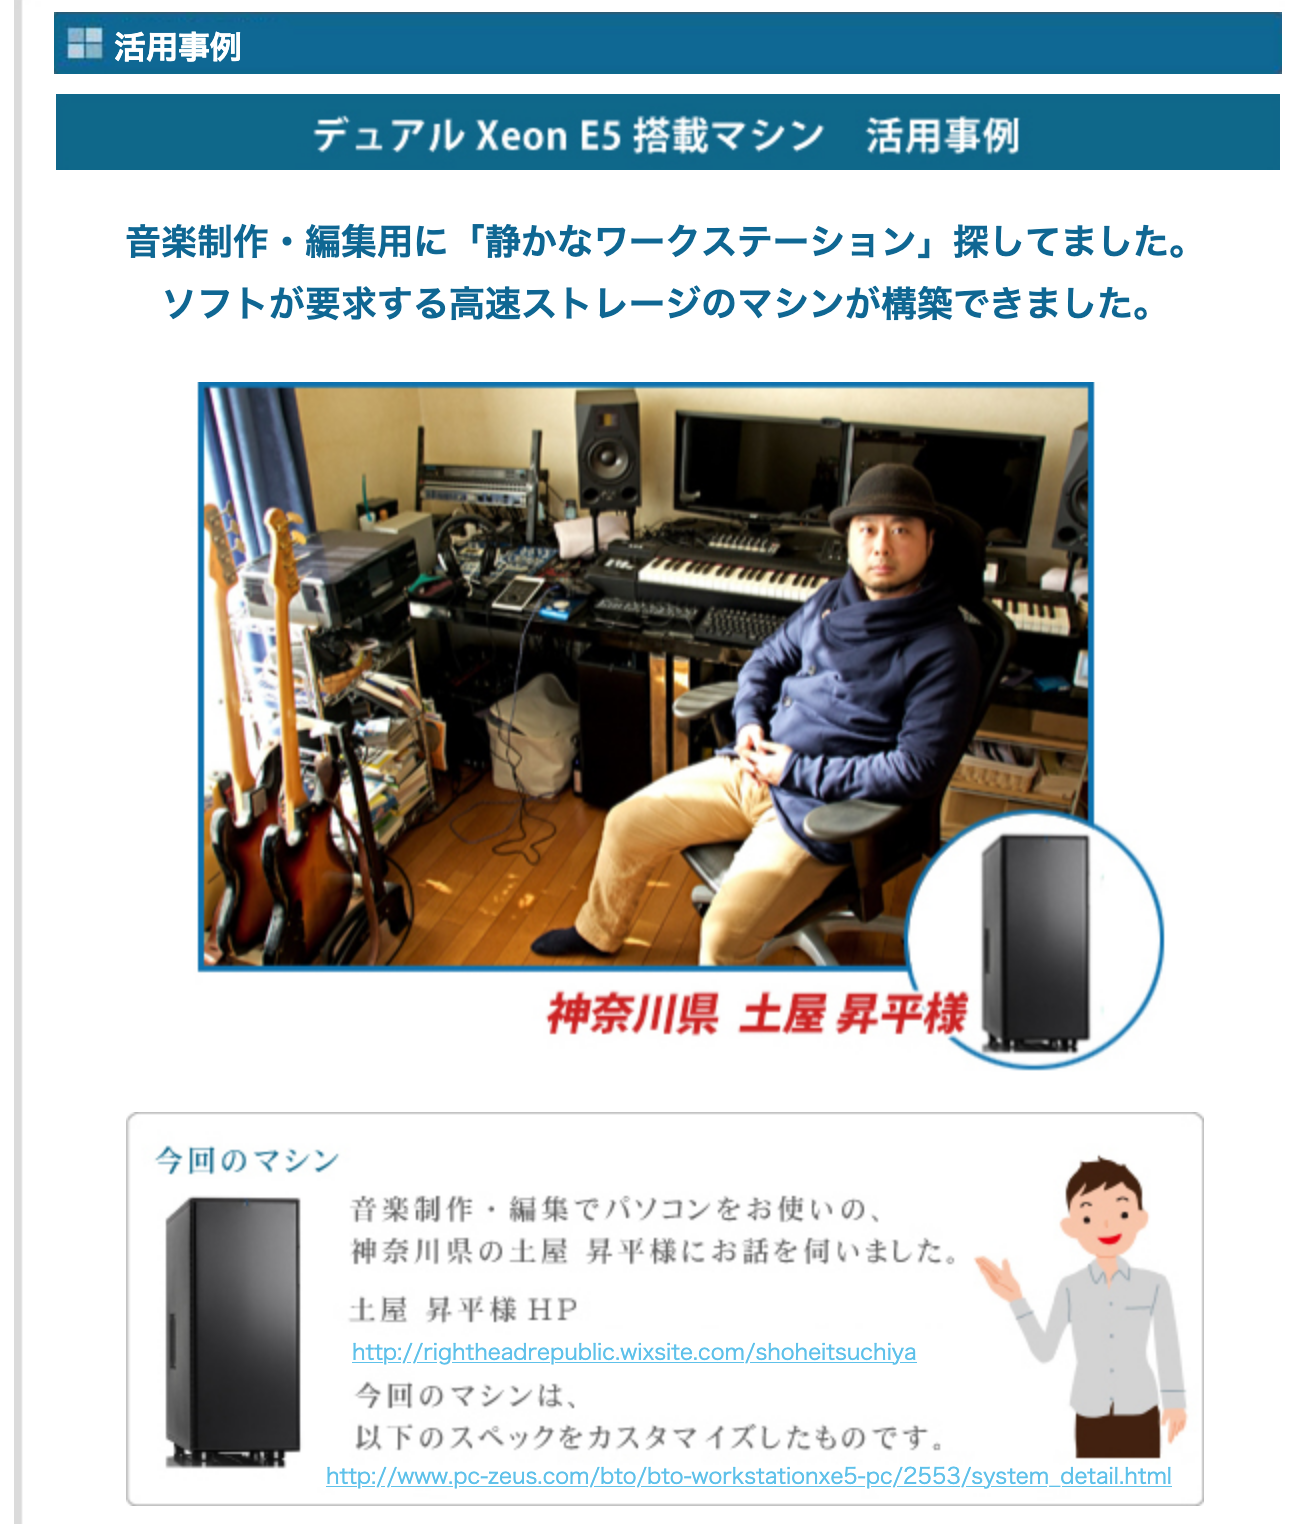 活用事例
デュアル Xeon E5 搭載マシン　活用事例
音楽制作・編集用に「静かなワークステーション」探してました。
ソフトが要求する高速ストレージのマシンが構築できました。
神奈川県 土屋 昇平様
今回のマシン
音楽制作・編集でパソコンをお使いの、
神奈川県の土屋 昇平様にお話を伺いました。
土屋 昇平様 HP
http://rightheadrepublic.wixsite.com/shoheitsuchiya
今回のマシンは、
以下のスペックをカスタマイズしたものです。
http://www.pc-zeus.com/bto/bto-workstationxe5-pc/2553/system_detail.html